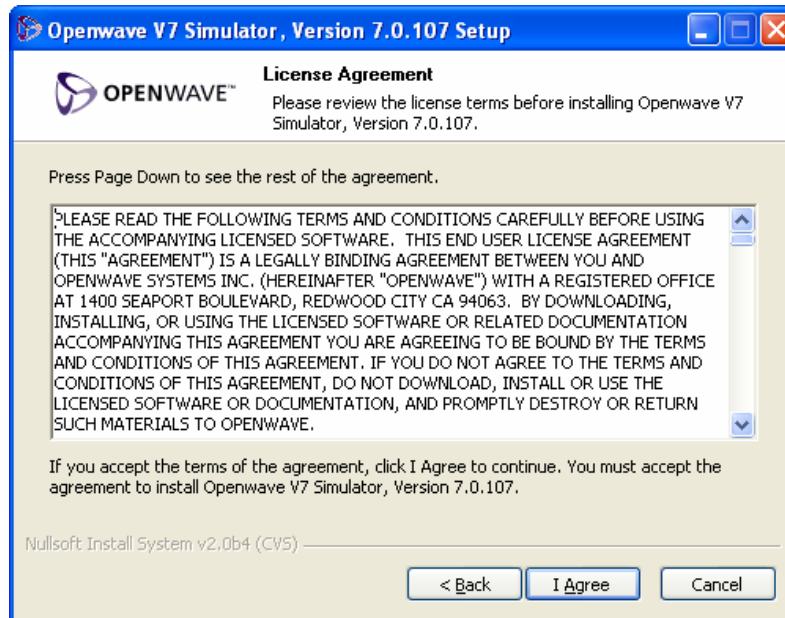 Openwave V7 Simulator, Version 7.0.107 Setup
OPENWAVE™
License Agreement
Please review the license terms before installing Openwave V7
Simulator, Version 7.0.107.
Press Page Down to see the rest of the agreement.
PLEASE READ THE FOLLOWING TERMS AND CONDITIONS CAREFULLY BEFORE USING
THE ACCOMPANYING LICENSED SOFTWARE.  THIS END USER LICENSE AGREEMENT
(THIS "AGREEMENT") IS A LEGALLY BINDING AGREEMENT BETWEEN YOU AND
OPENWAVE SYSTEMS INC. (HEREINAFTER "OPENWAVE") WITH A REGISTERED OFFICE
AT 1400 SEAPORT BOULEVARD, REDWOOD CITY CA 94063.  BY DOWNLOADING,
INSTALLING, OR USING THE LICENSED SOFTWARE OR RELATED DOCUMENTATION
ACCOMPANYING THIS AGREEMENT YOU ARE AGREEING TO BE BOUND BY THE TERMS
AND CONDITIONS OF THIS AGREEMENT. IF YOU DO NOT AGREE TO THE TERMS AND
CONDITIONS OF THIS AGREEMENT, DO NOT DOWNLOAD, INSTALL OR USE THE
LICENSED SOFTWARE OR DOCUMENTATION, AND PROMPTLY DESTROY OR RETURN
SUCH MATERIALS TO OPENWAVE.
If you accept the terms of the agreement, click I Agree to continue. You must accept the
agreement to install Openwave V7 Simulator, Version 7.0.107.
Nullsoft Install System v2.0b4 (CVS)
< Back
I Agree
Cancel